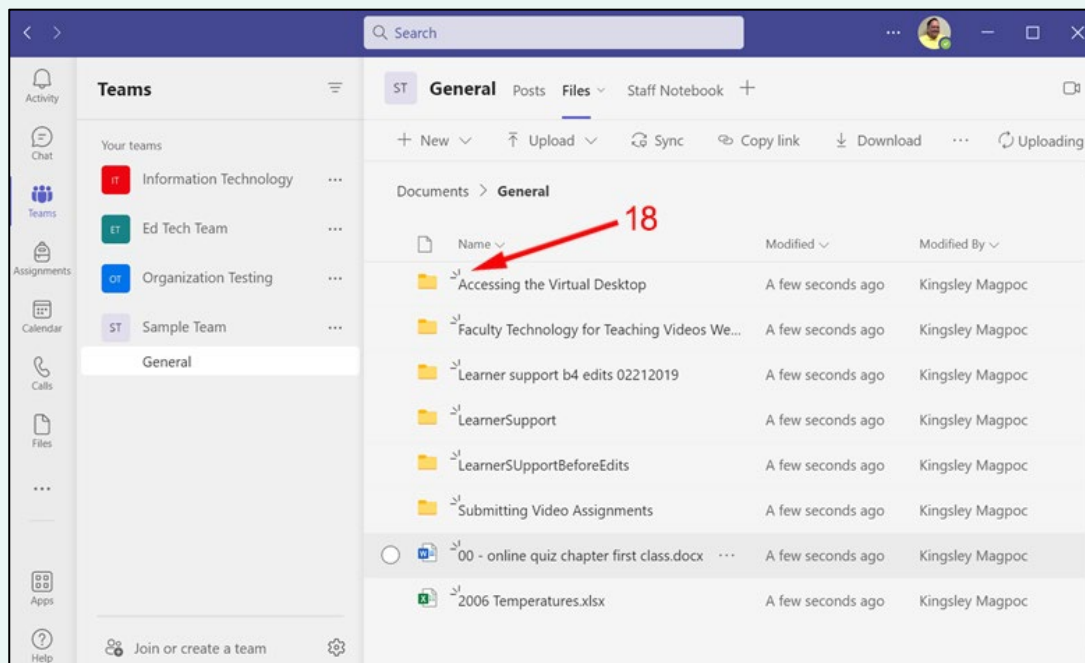 Search
Activity
Chat
Teams
Assignments
Calendar
Calls
Files
Apps
Help
Teams
Your teams
IT Information Technology
ET Ed Tech Team
OT Organization Testing
ST Sample Team
General
Join or create a team
ST General Posts Files Staff Notebook
New Upload Sync Copy link Download Uploading
Documents > General
18
Name Modified Modified By
Accessing the Virtual Desktop A few seconds ago Kingsley Magpoc
Faculty Technology for Teaching Videos We... A few seconds ago Kingsley Magpoc
Learner support b4 edits 02212019 A few seconds ago Kingsley Magpoc
LearnerSupport A few seconds ago Kingsley Magpoc
LearnerSUpportBeforeEdits A few seconds ago Kingsley Magpoc
Submitting Video Assignments A few seconds ago Kingsley Magpoc
00 - online quiz chapter first class.docx A few seconds ago Kingsley Magpoc
2006 Temperatures.xlsx A few seconds ago Kingsley Magpoc